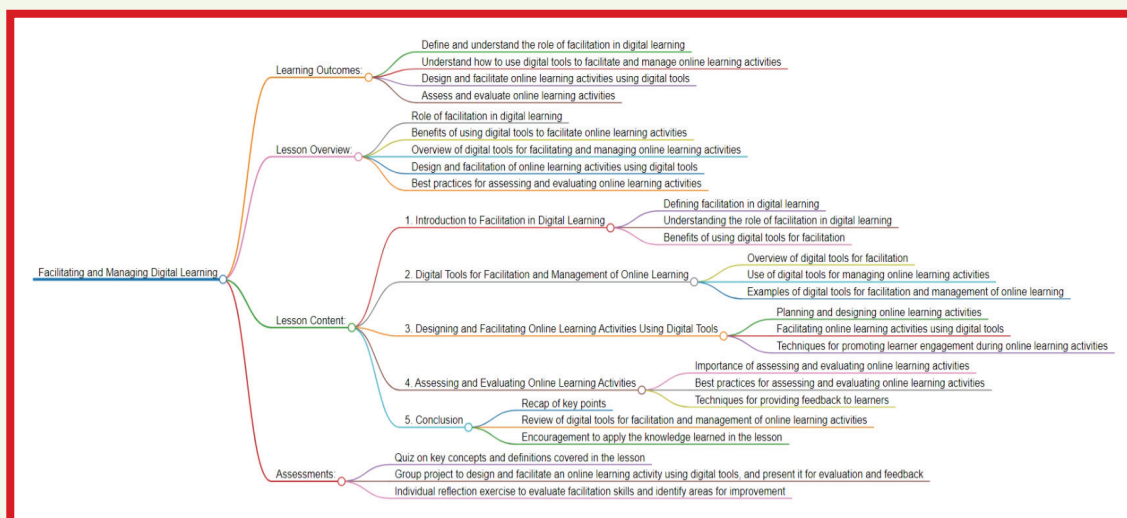 Facilitating and Managing Digital Learning
Learning Outcomes:
Define and understand the role of facilitation in digital learning
Understand how to use digital tools to facilitate and manage online learning activities
Design and facilitate online learning activities using digital tools
Assess and evaluate online learning activities
Lesson Overview:
Role of facilitation in digital learning
Benefits of using digital tools to facilitate online learning activities
Overview of digital tools for facilitating and managing online learning activities
Design and facilitation of online learning activities using digital tools
Best practices for assessing and evaluating online learning activities
Lesson Content:
1. Introduction to Facilitation in Digital Learning
Defining facilitation in digital learning
Understanding the role of facilitation in digital learning
Benefits of using digital tools for facilitation
2. Digital Tools for Facilitation and Management of Online Learning
Overview of digital tools for facilitation
Use of digital tools for managing online learning activities
Examples of digital tools for facilitation and management of online learning
3. Designing and Facilitating Online Learning Activities Using Digital Tools
Planning and designing online learning activities
Facilitating online learning activities using digital tools
Techniques for promoting learner engagement during online learning activities
4. Assessing and Evaluating Online Learning Activities
Importance of assessing and evaluating online learning activities
Best practices for assessing and evaluating online learning activities
Techniques for providing feedback to learners
5. Conclusion
Recap of key points
Review of digital tools for facilitation and management of online learning activities
Encouragement to apply the knowledge learned in the lesson
Assessments:
Quiz on key concepts and definitions covered in the lesson
Group project to design and facilitate an online learning activity using digital tools, and present it for evaluation and feedback
Individual reflection exercise to evaluate facilitation skills and identify areas for improvement